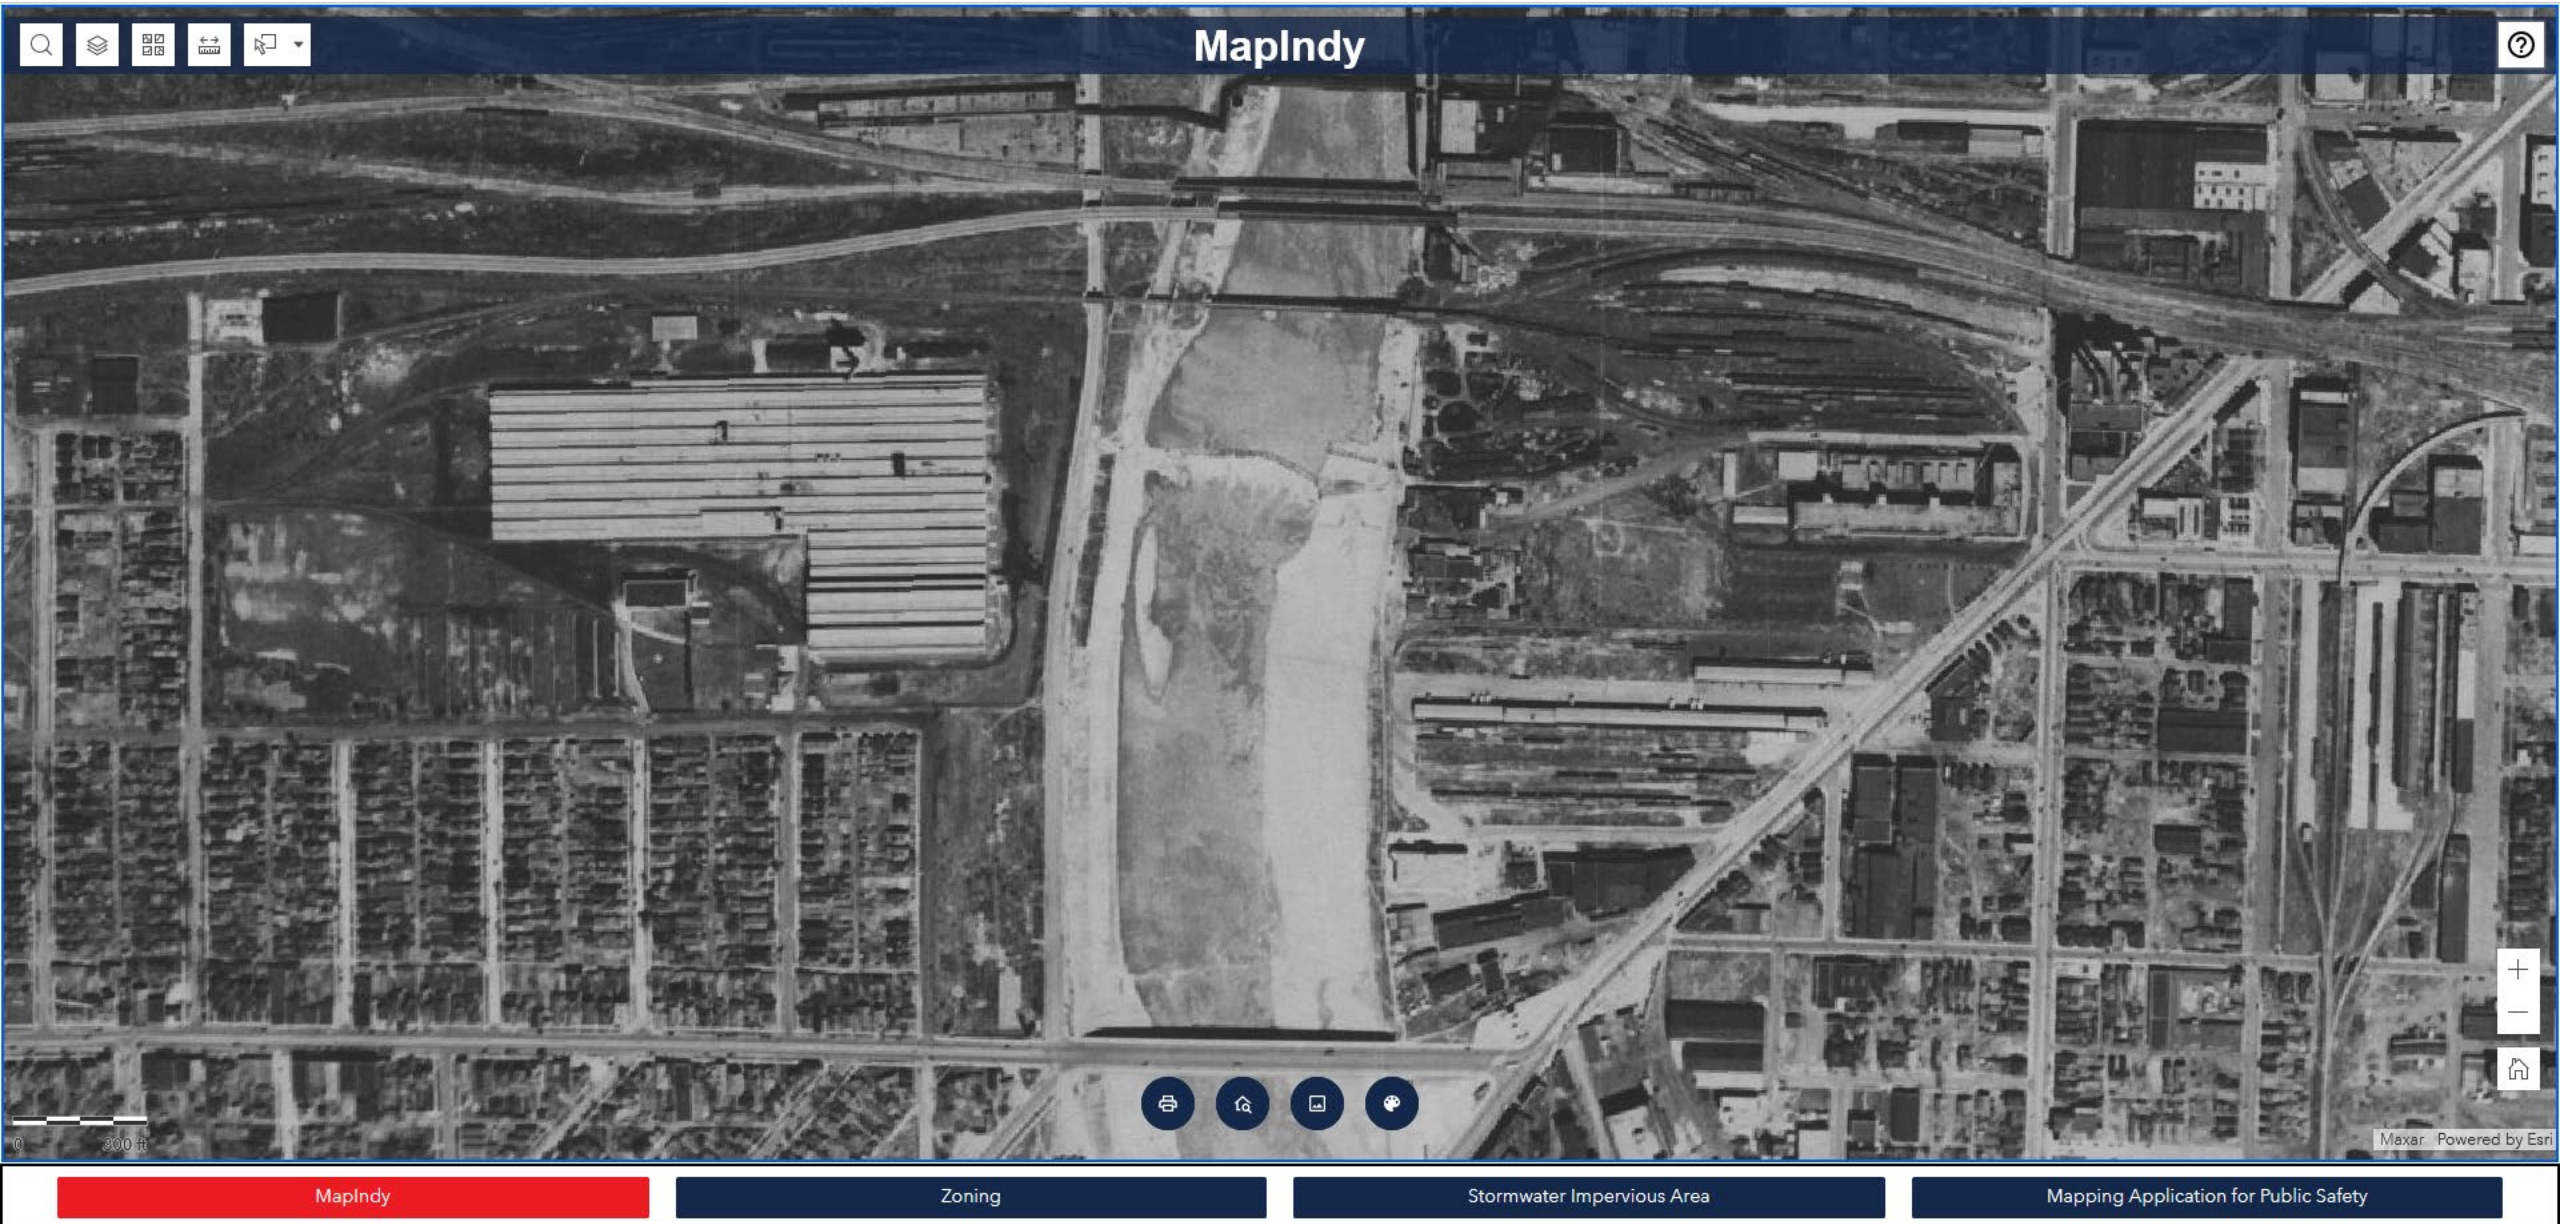 MapIndy
0 300 ft
Maxar Powered by Esri
MapIndy
Zoning
Stormwater Impervious Area
Mapping Application for Public Safety